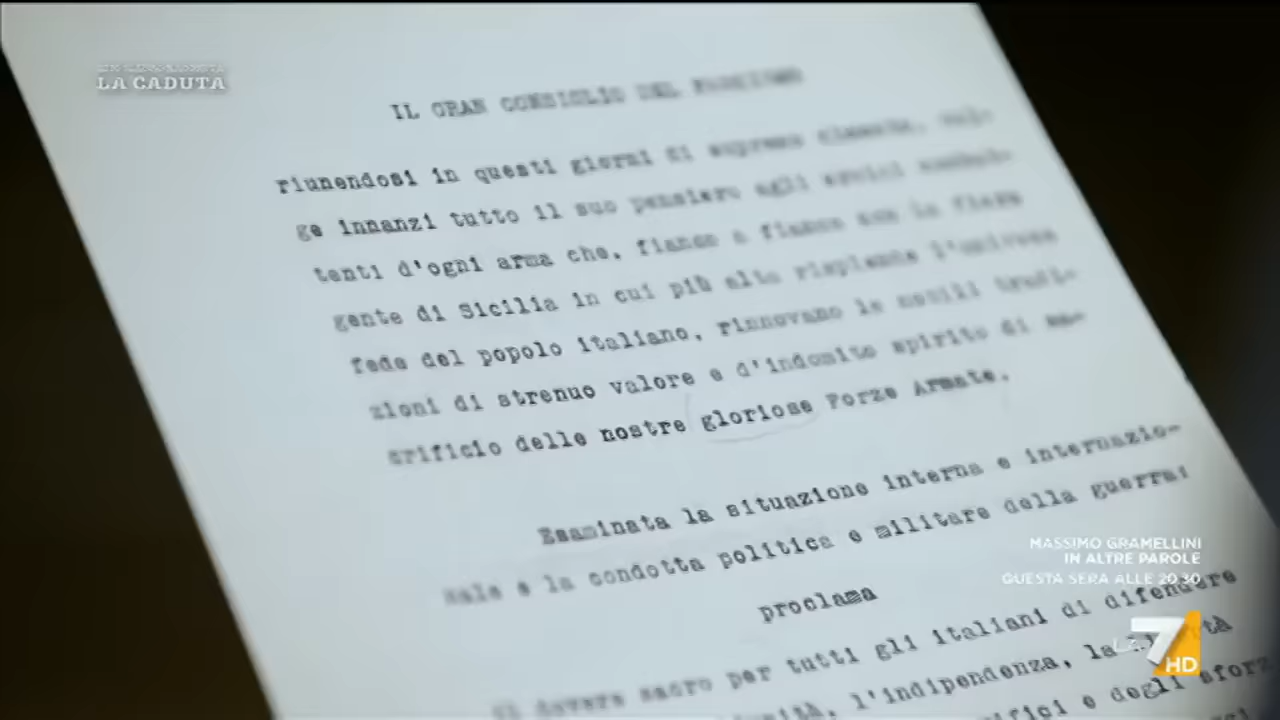 LA CADUTA
IL GRAN CONSIGLIO DEL FASCISMO
riunendosi in questi giorni di supremo cimento, vol-
ge innanzi tutto il suo pensiero agli eroici combat-
tenti d'ogni arma che, fianco a fianco con la fiera
gente di Sicilia in cui più alto risplende l'univoca
fede del popolo italiano, rinnovano le nobili tradi-
zioni di strenuo valore e d'indomito spirito di sa-
crificio delle nostre gloriose Forze Armate.
Esaminata la situazione interna e internazio-
nale e la condotta politica e militare della guerra:
proclama
il dovere sacro per tutti gli italiani di difendere
l'indipendenza, la
e degli sforzi
MASSIMO GRAMELLINI
IN ALTRE PAROLE
QUESTA SERA ALLE 20.30
LA7
HD